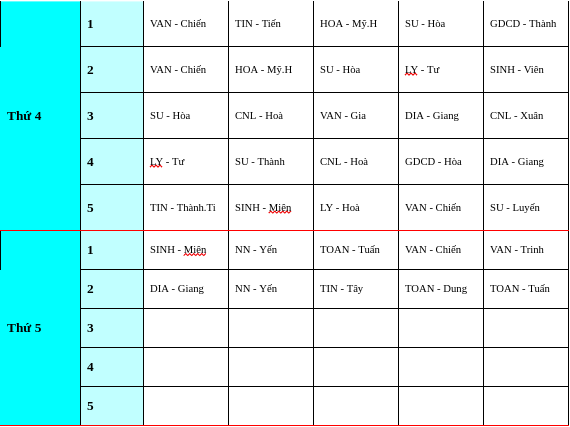 1 VAN - Chiến TIN - Tiến HOA - Mỹ.H SU - Hòa GDCD - Thành
2 VAN - Chiến HOA - Mỹ.H SU - Hòa LY - Tư SINH - Viên
Thứ 4 3 SU - Hòa CNL - Hoà VAN - Gia DIA - Giang CNL - Xuân
4 LY - Tư SU - Thành CNL - Hoà GDCD - Hòa DIA - Giang
5 TIN - Thành.Ti SINH - Miện LY - Hoà VAN - Chiến SU - Luyến
1 SINH - Miện NN - Yến TOAN - Tuấn VAN - Chiến VAN - Trinh
2 DIA - Giang NN - Yến TIN - Tây TOAN - Dung TOAN - Tuấn
Thứ 5 3
4
5